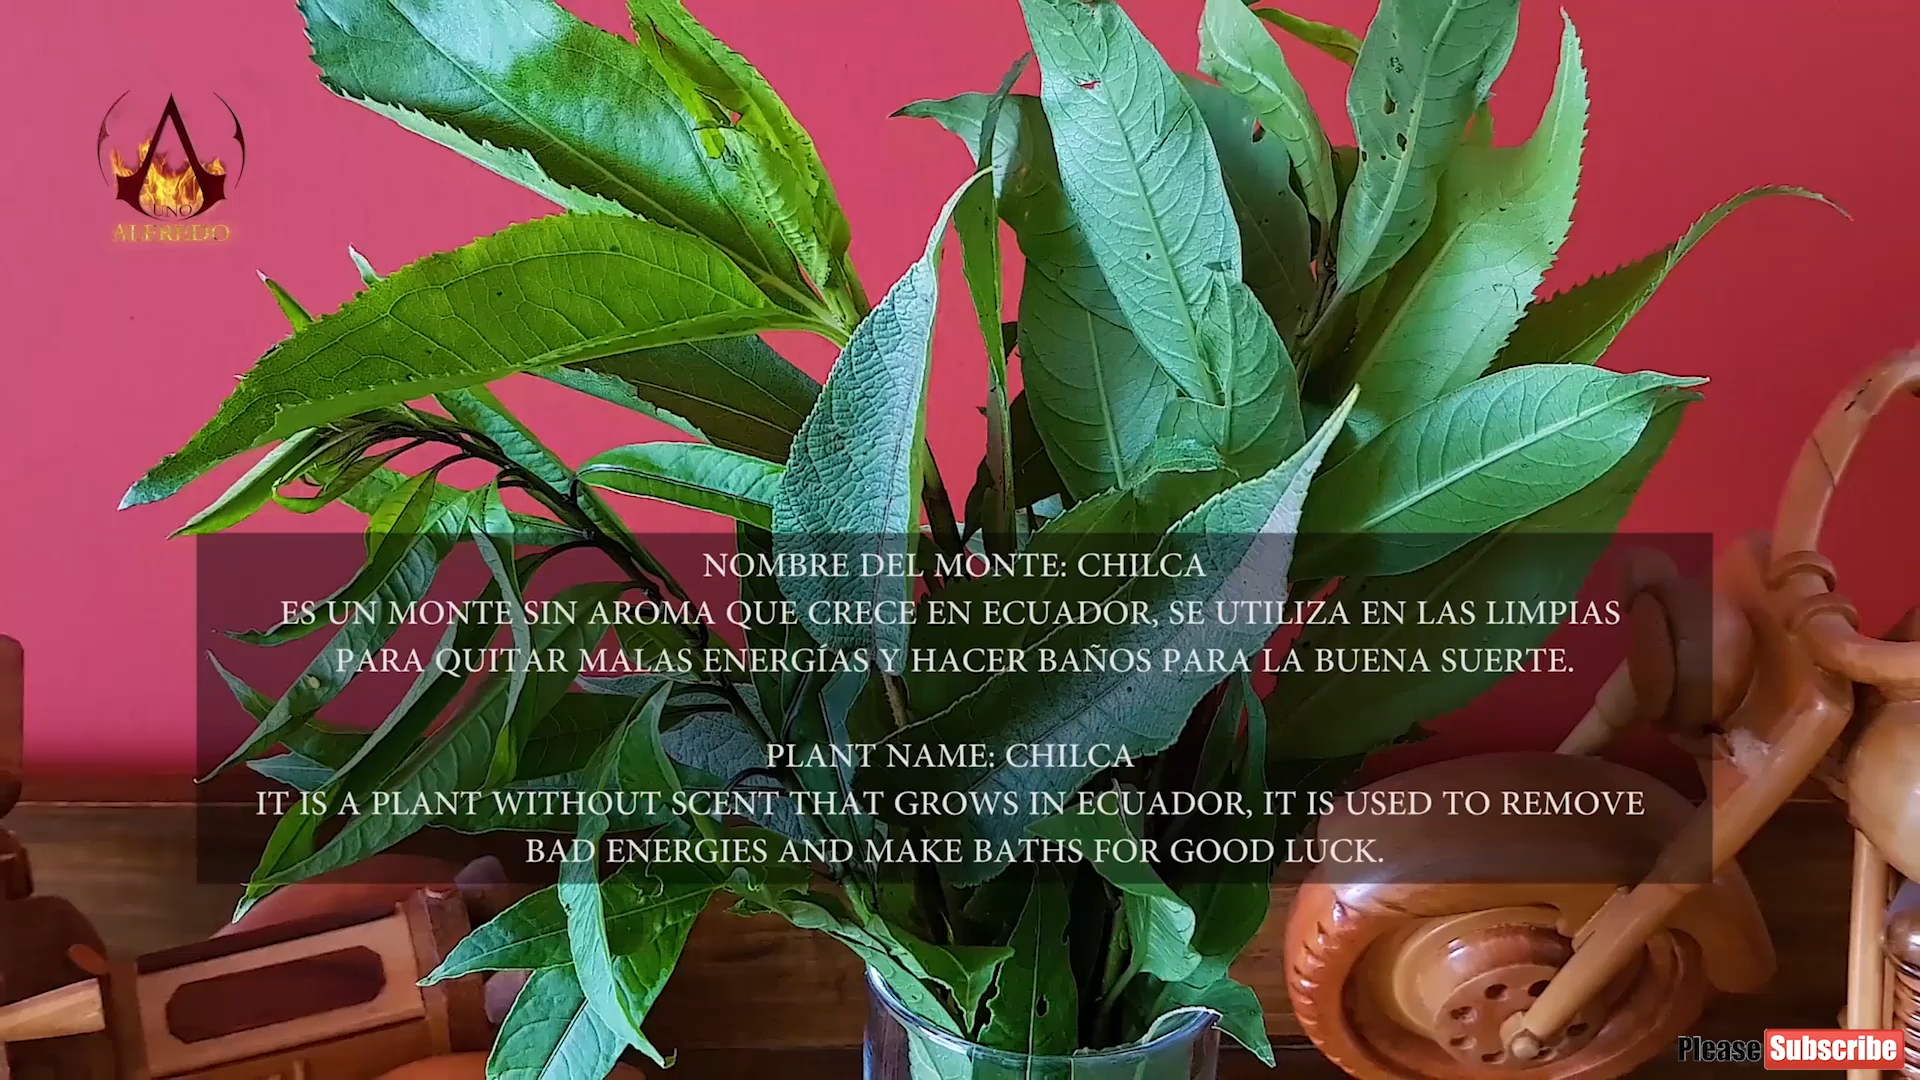 UNO
ALFREDO
NOMBRE DEL MONTE: CHILCA
ES UN MONTE SIN AROMA QUE CRECE EN ECUADOR, SE UTILIZA EN LAS LIMPIAS
PARA QUITAR MALAS ENERGÍAS Y HACER BAÑOS PARA LA BUENA SUERTE.
PLANT NAME: CHILCA
IT IS A PLANT WITHOUT SCENT THAT GROWS IN ECUADOR, IT IS USED TO REMOVE
BAD ENERGIES AND MAKE BATHS FOR GOOD LUCK.
Please Subscribe